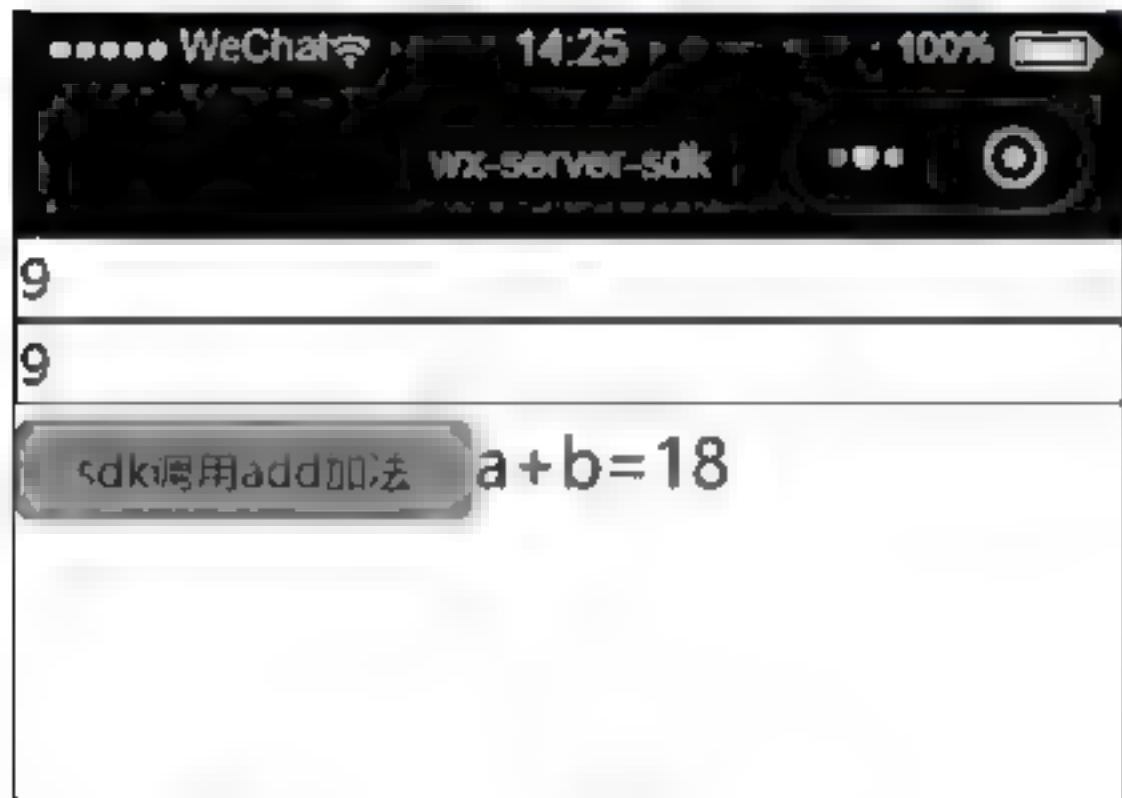 WeChat 14:25 100%
wx-server-sdk
9
9
sdk调用add加法 a+b=18